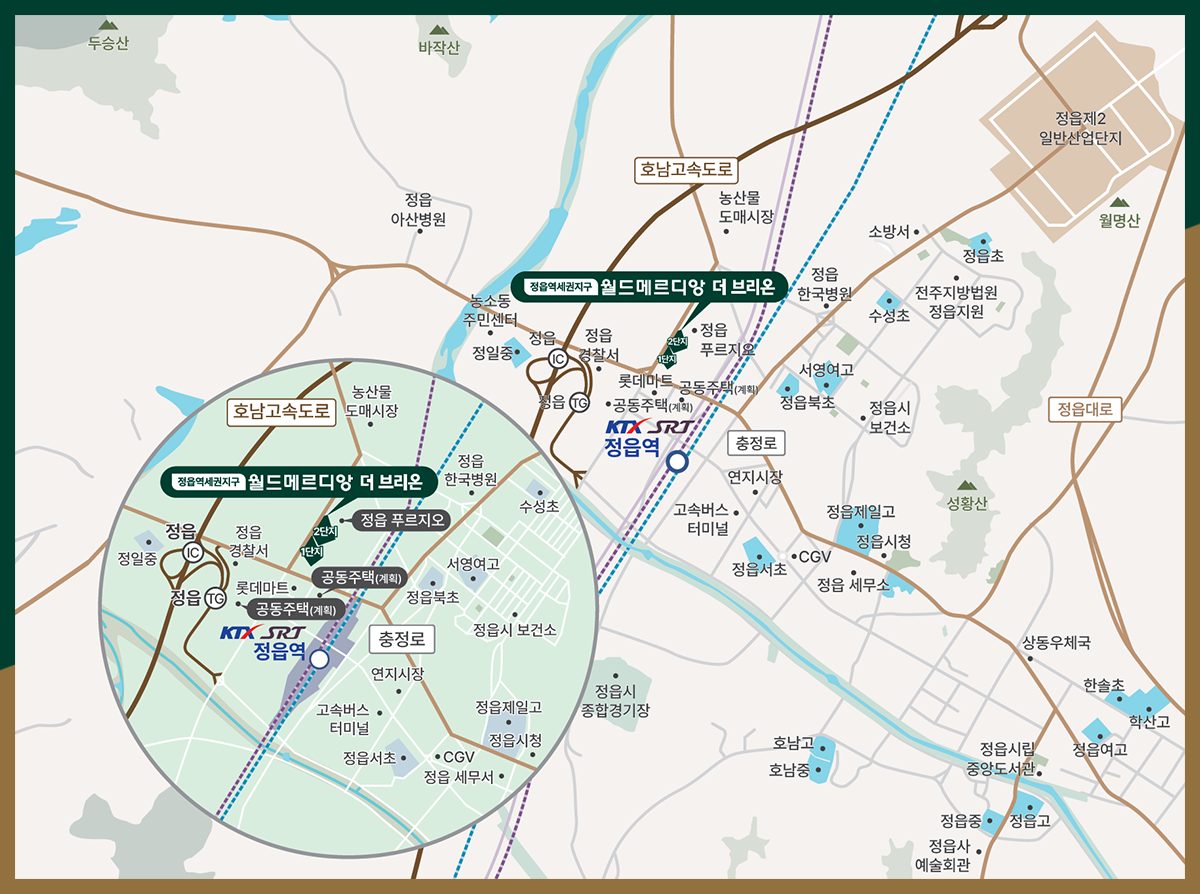 두승산
바작산
정읍제2
일반산업단지
호남고속도로
정읍
아산병원
농산물
도매시장
월명산
소방서
정읍초
정읍
한국병원
전주지방법원
정읍지원
수성초
정읍역세권지구 월드메르디앙 더 브리온
농소동
주민센터
정읍
IC
정읍
경찰서
2단지
1단지
정읍
푸르지오
정일중
서영여고
롯데마트
공동주택(계획)
정읍북초
정읍 TG
공동주택(계획)
정읍시
보건소
정읍대로
KTX SRT
정읍역
충정로
연지시장
성황산
고속버스
터미널
정읍제일고
정읍시청
CGV
정읍서초
정읍 세무소
상동우체국
정읍시
종합경기장
한솔초
학산고
호남고
호남중
정읍시립
중앙도서관
정읍여고
정읍중
정읍고
정읍사
예술회관
농산물
도매시장
호남고속도로
정읍
한국병원
정읍역세권지구 월드메르디앙 더 브리온
수성초
정읍 푸르지오
2단지
1단지
정읍
IC
정읍
경찰서
정일중
서영여고
공동주택(계획)
롯데마트
정읍북초
정읍 TG
공동주택(계획)
정읍시 보건소
KTX SRT
정읍역
충정로
연지시장
고속버스
터미널
정읍제일고
정읍시청
정읍서초
CGV
정읍 세무서